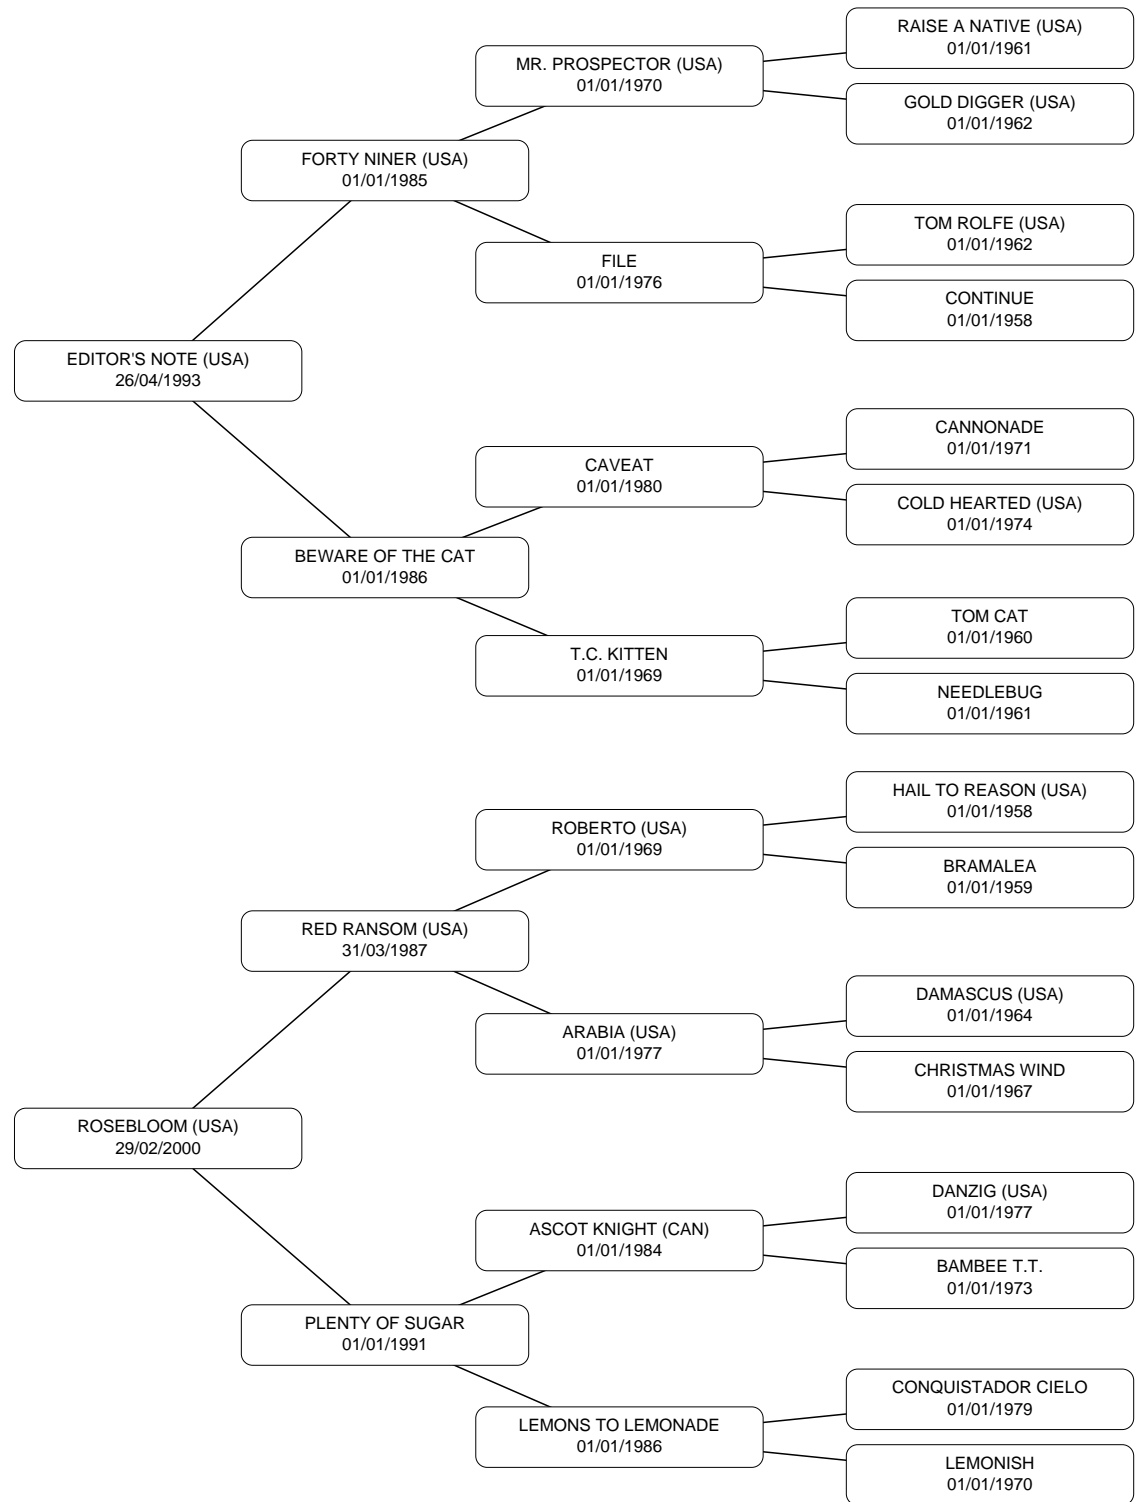 RAISE A NATIVE (USA)
01/01/1961
MR. PROSPECTOR (USA)
01/01/1970
GOLD DIGGER (USA)
01/01/1962
FORTY NINER (USA)
01/01/1985
TOM ROLFE (USA)
01/01/1962
FILE
01/01/1976
CONTINUE
01/01/1958
EDITOR'S NOTE (USA)
26/04/1993
CANNONADE
01/01/1971
CAVEAT
01/01/1980
COLD HEARTED (USA)
01/01/1974
BEWARE OF THE CAT
01/01/1986
TOM CAT
01/01/1960
T.C. KITTEN
01/01/1969
NEEDLEBUG
01/01/1961
HAIL TO REASON (USA)
01/01/1958
ROBERTO (USA)
01/01/1969
BRAMALEA
01/01/1959
RED RANSOM (USA)
31/03/1987
DAMASCUS (USA)
01/01/1964
ARABIA (USA)
01/01/1977
CHRISTMAS WIND
01/01/1967
ROSEBLOOM (USA)
29/02/2000
DANZIG (USA)
01/01/1977
ASCOT KNIGHT (CAN)
01/01/1984
BAMBEE T.T.
01/01/1973
PLENTY OF SUGAR
01/01/1991
CONQUISTADOR CIELO
01/01/1979
LEMONS TO LEMONADE
01/01/1986
LEMONISH
01/01/1970